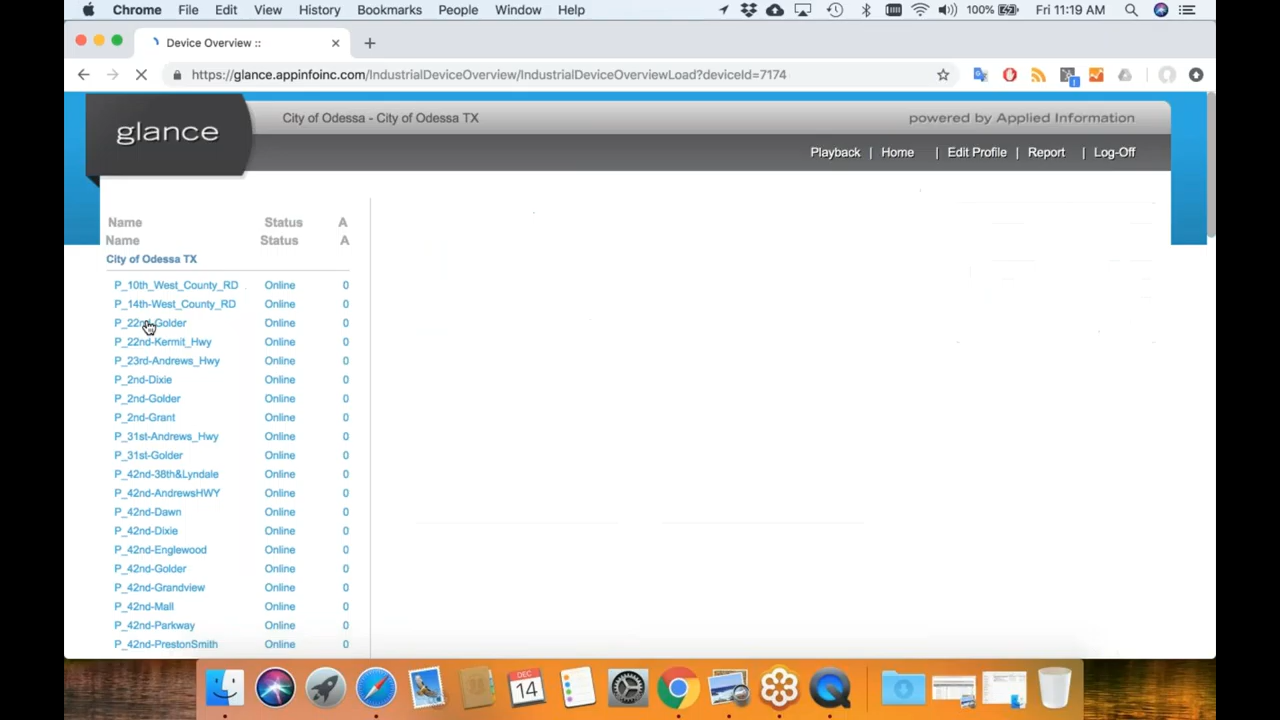 Chrome File Edit View History Bookmarks People Window Help 100% Fri 11:19 AM
Device Overview ::
https://glance.appinfoinc.com/IndustrialDeviceOverview/IndustrialDeviceOverviewLoad?deviceId=7174
glance City of Odessa - City of Odessa TX powered by Applied Information
Playback | Home | Edit Profile | Report | Log-Off
Name Status A
Name Status A
City of Odessa TX
P_10th_West_County_RD Online 0
P_14th-West_County_RD Online 0
P_22nd-Golder Online 0
P_22nd-Kermit_Hwy Online 0
P_23rd-Andrews_Hwy Online 0
P_2nd-Dixie Online 0
P_2nd-Golder Online 0
P_2nd-Grant Online 0
P_31st-Andrews_Hwy Online 0
P_31st-Golder Online 0
P_42nd-38th&Lyndale Online 0
P_42nd-AndrewsHWY Online 0
P_42nd-Dawn Online 0
P_42nd-Dixie Online 0
P_42nd-Englewood Online 0
P_42nd-Golder Online 0
P_42nd-Grandview Online 0
P_42nd-Mall Online 0
P_42nd-Parkway Online 0
P_42nd-PrestonSmith Online 0
DEC
14